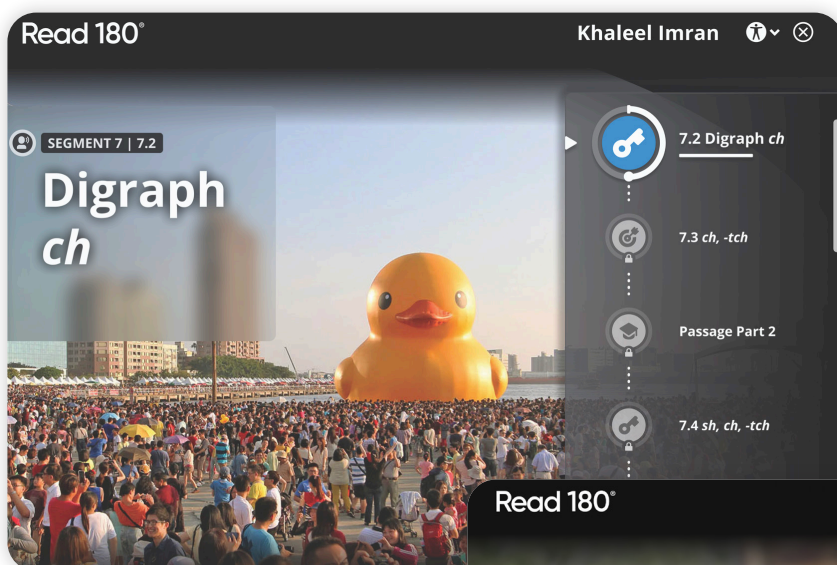 Read 180®
Khaleel Imran
SEGMENT 7 | 7.2
Digraph
ch
7.2 Digraph ch
7.3 ch, -tch
Passage Part 2
7.4 sh, ch, -tch
Read 180®